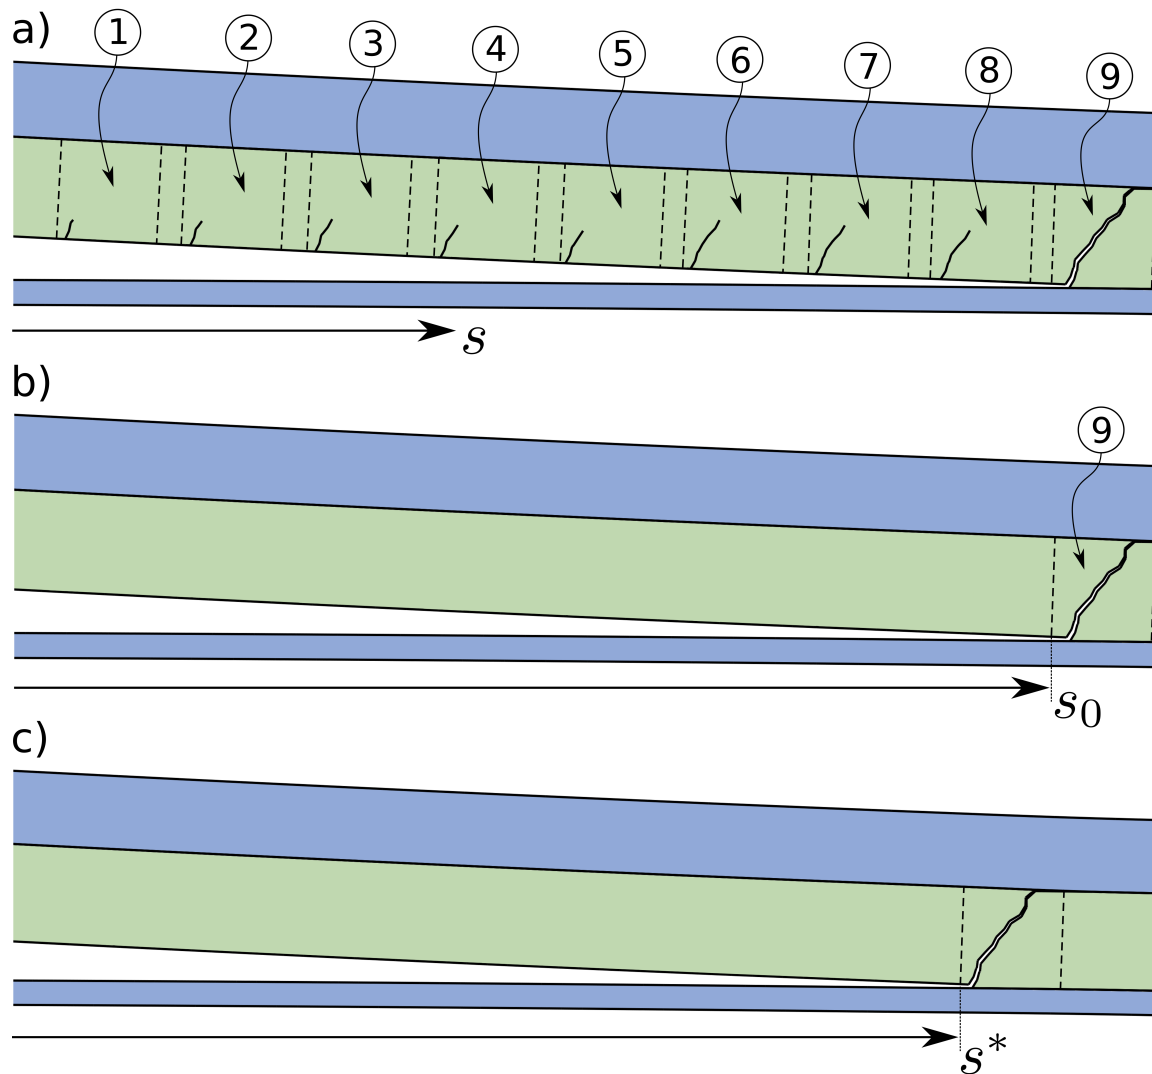 a)
① ② ③ ④ ⑤ ⑥ ⑦ ⑧ ⑨
s
b)
⑨
s₀
c)
s*